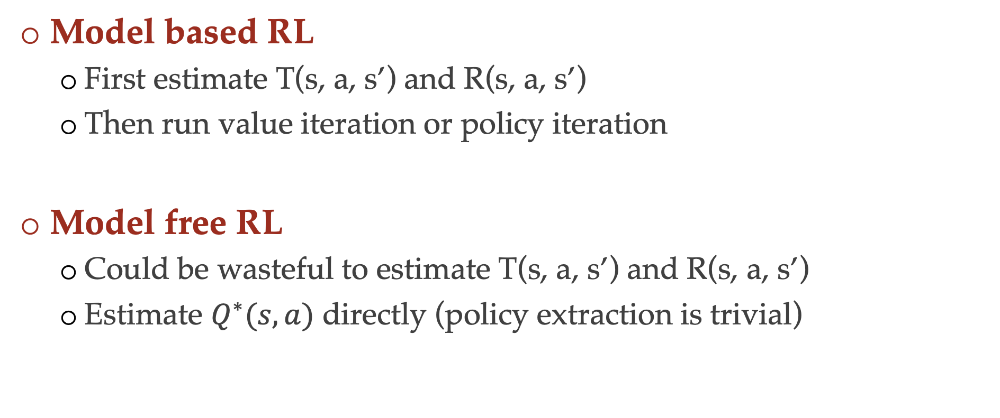 Model based RL
First estimate T(s, a, s′) and R(s, a, s′)
Then run value iteration or policy iteration
Model free RL
Could be wasteful to estimate T(s, a, s′) and R(s, a, s′)
Estimate Q*(s, a) directly (policy extraction is trivial)